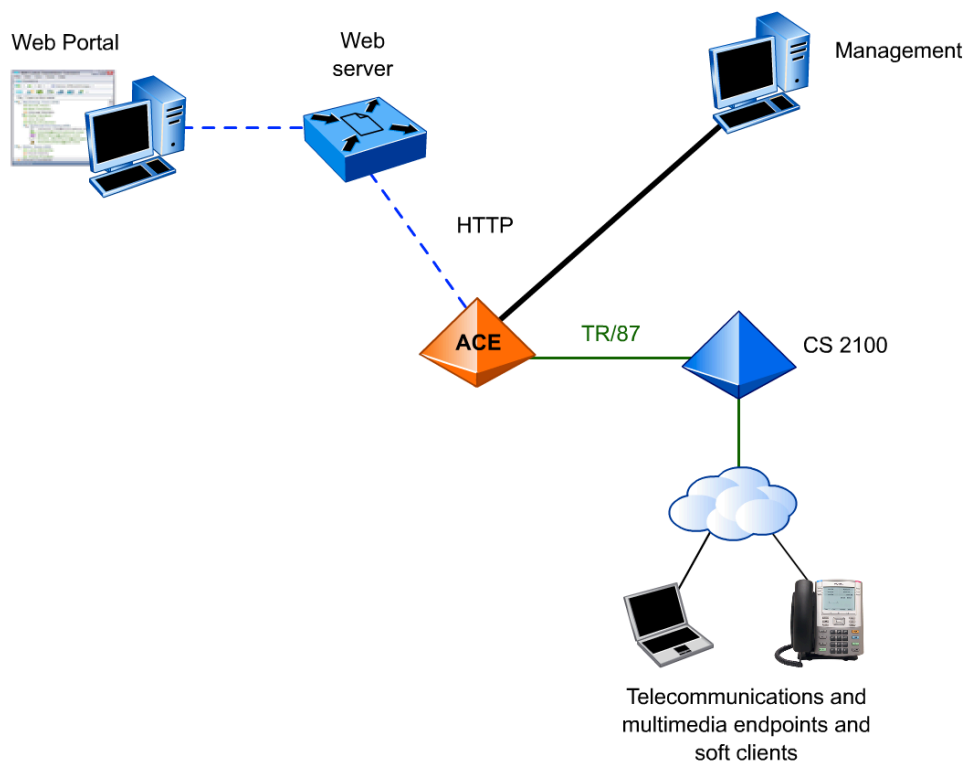 Web Portal
Web
server
Management
HTTP
ACE
TR/87
CS 2100
Telecommunications and
multimedia endpoints and
soft clients